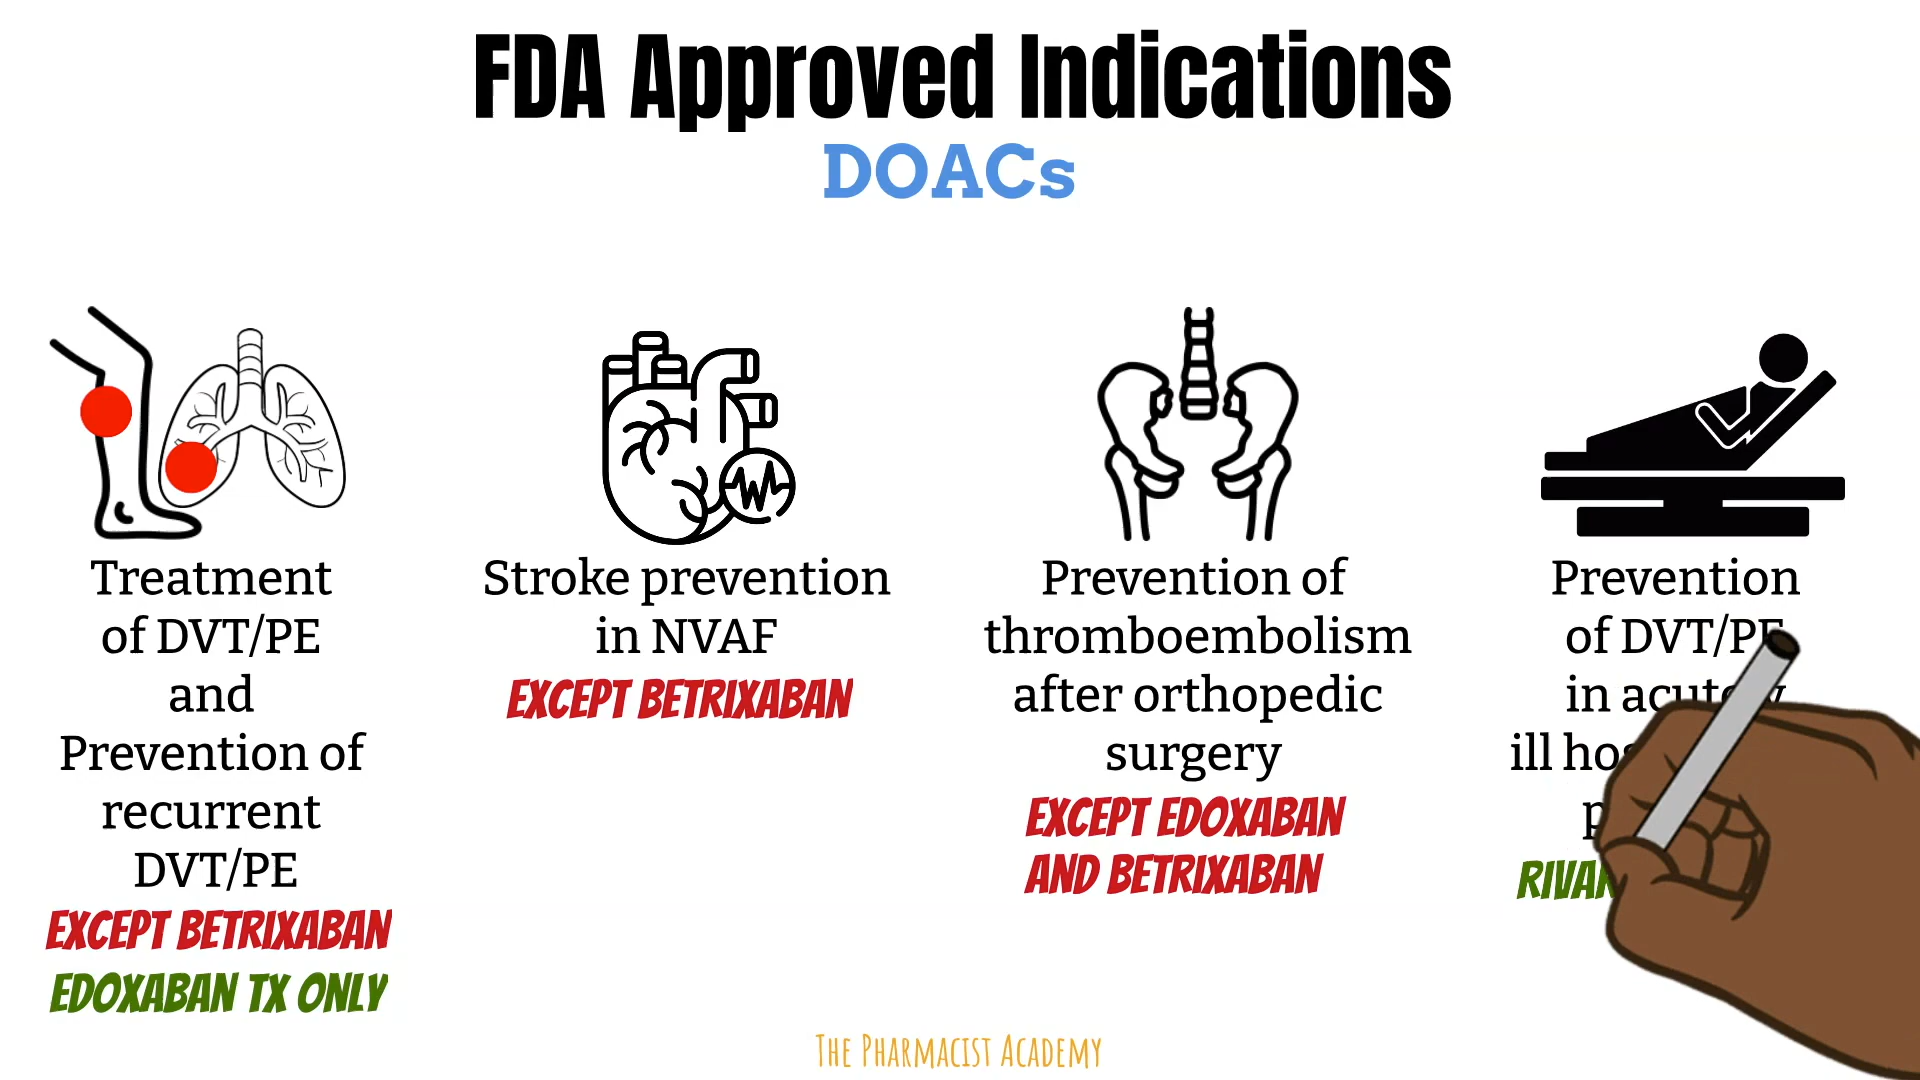 FDA Approved Indications
DOACs
Treatment
of DVT/PE
and
Prevention of
recurrent
DVT/PE
EXCEPT BETRIXABAN
EDOXABAN TX ONLY
Stroke prevention
in NVAF
EXCEPT BETRIXABAN
Prevention of
thromboembolism
after orthopedic
surgery
EXCEPT EDOXABAN
AND BETRIXABAN
Prevention
of DVT/PE
in
ill
The Pharmacist Academy